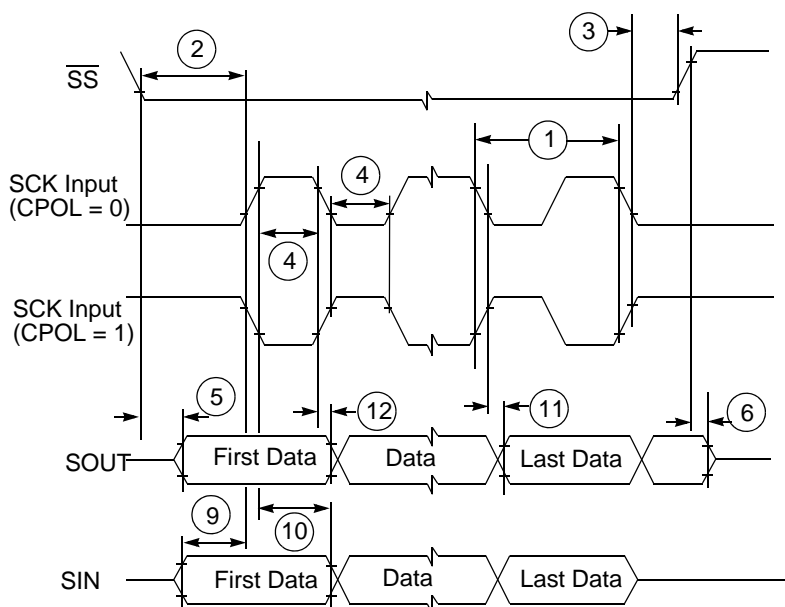 3
2
SS
1
SCK Input
(CPOL = 0)
4
4
SCK Input
(CPOL = 1)
5
12
11
6
SOUT
First Data
Data
Last Data
9
10
SIN
First Data
Data
Last Data